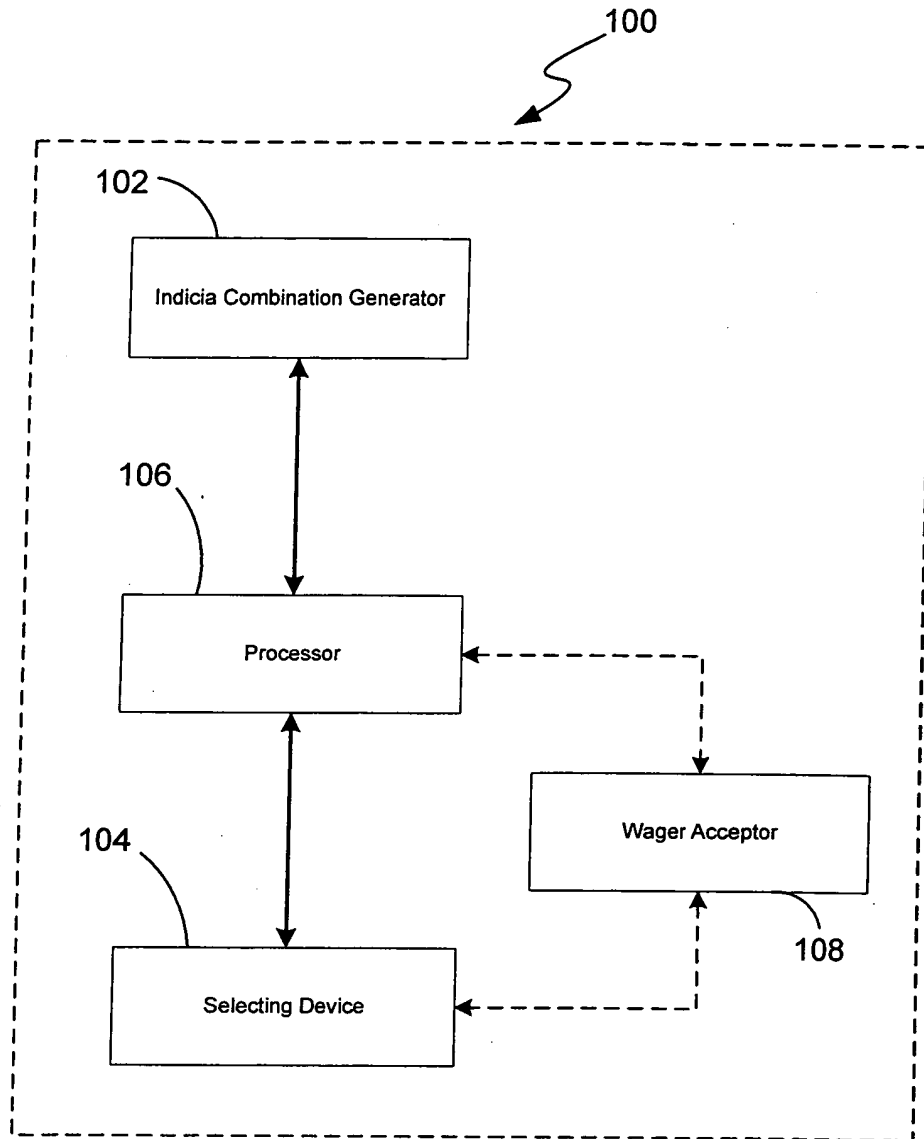 100
102
Indicia Combination Generator
106
Processor
Wager Acceptor
104
108
Selecting Device